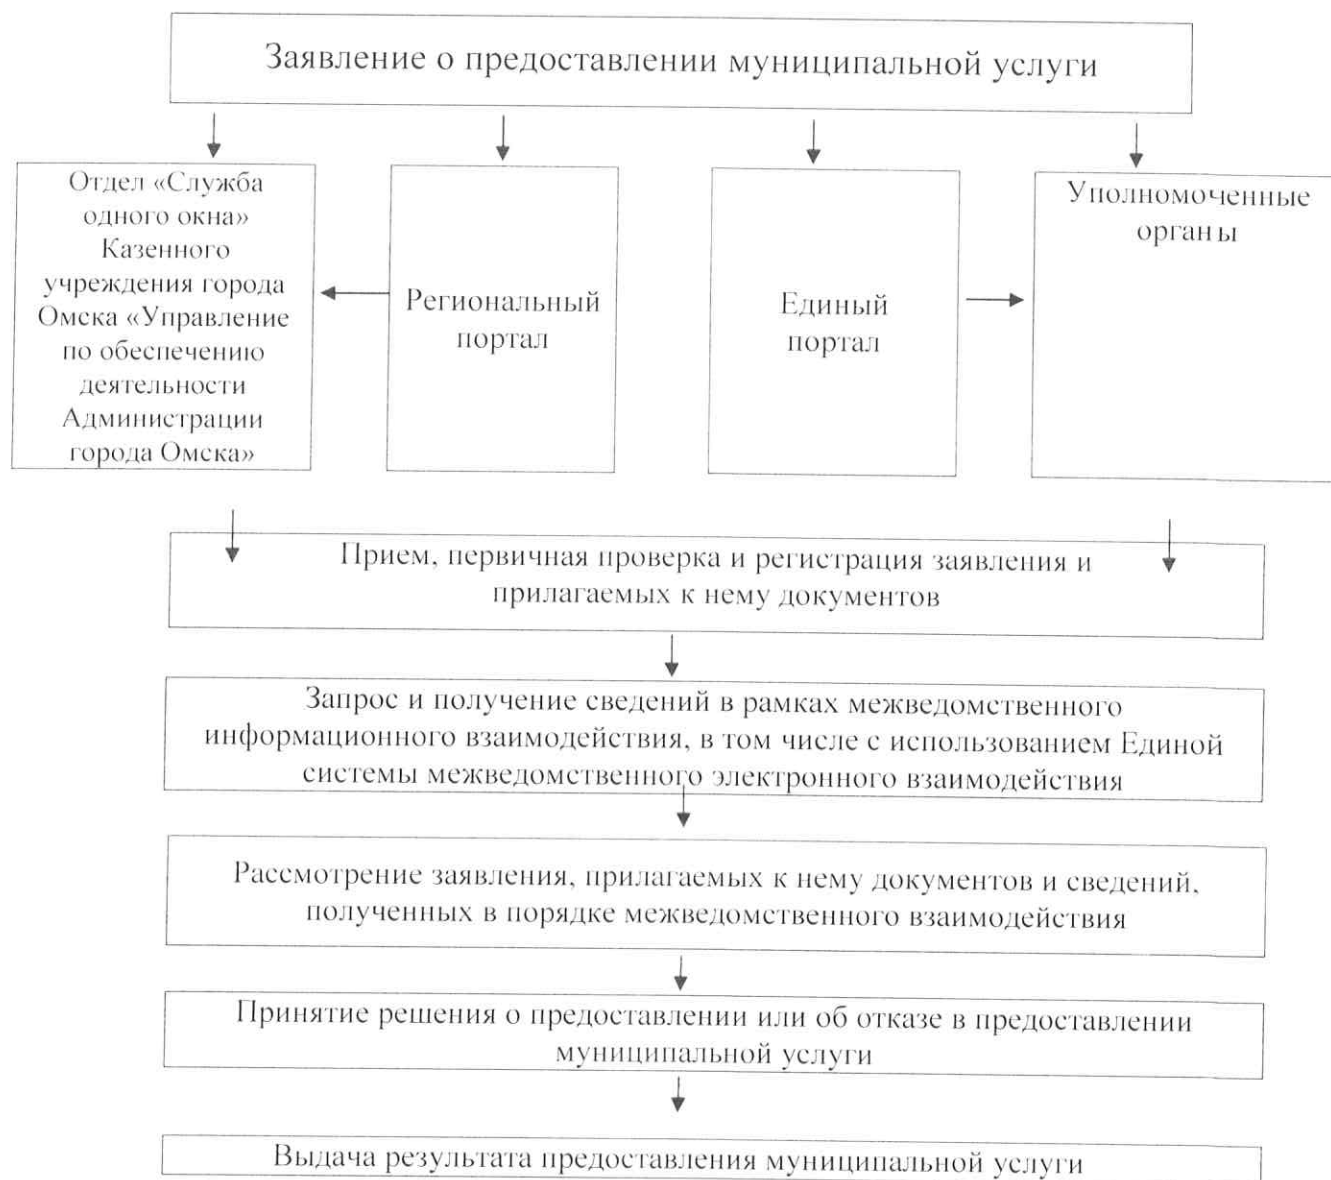 Заявление о предоставлении муниципальной услуги
Отдел «Служба
одного окна»
Казенного
учреждения города
Омска «Управление
по обеспечению
деятельности
Администрации
города Омска»
Региональный
портал
Единый
портал
Уполномоченные
органы
Прием, первичная проверка и регистрация заявления и
прилагаемых к нему документов
Запрос и получение сведений в рамках межведомственного
информационного взаимодействия, в том числе с использованием Единой
системы межведомственного электронного взаимодействия
Рассмотрение заявления, прилагаемых к нему документов и сведений,
полученных в порядке межведомственного взаимодействия
Принятие решения о предоставлении или об отказе в предоставлении
муниципальной услуги
Выдача результата предоставления муниципальной услуги